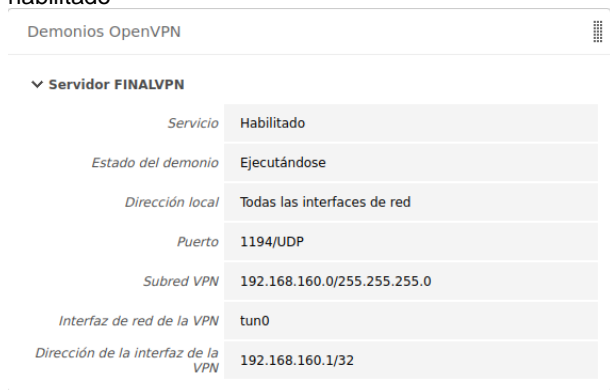 habilitado
Demonios OpenVPN
Servidor FINALVPN
Servicio Habilitado
Estado del demonio Ejecutándose
Dirección local Todas las interfaces de red
Puerto 1194/UDP
Subred VPN 192.168.160.0/255.255.255.0
Interfaz de red de la VPN tun0
Dirección de la interfaz de la
VPN 192.168.160.1/32